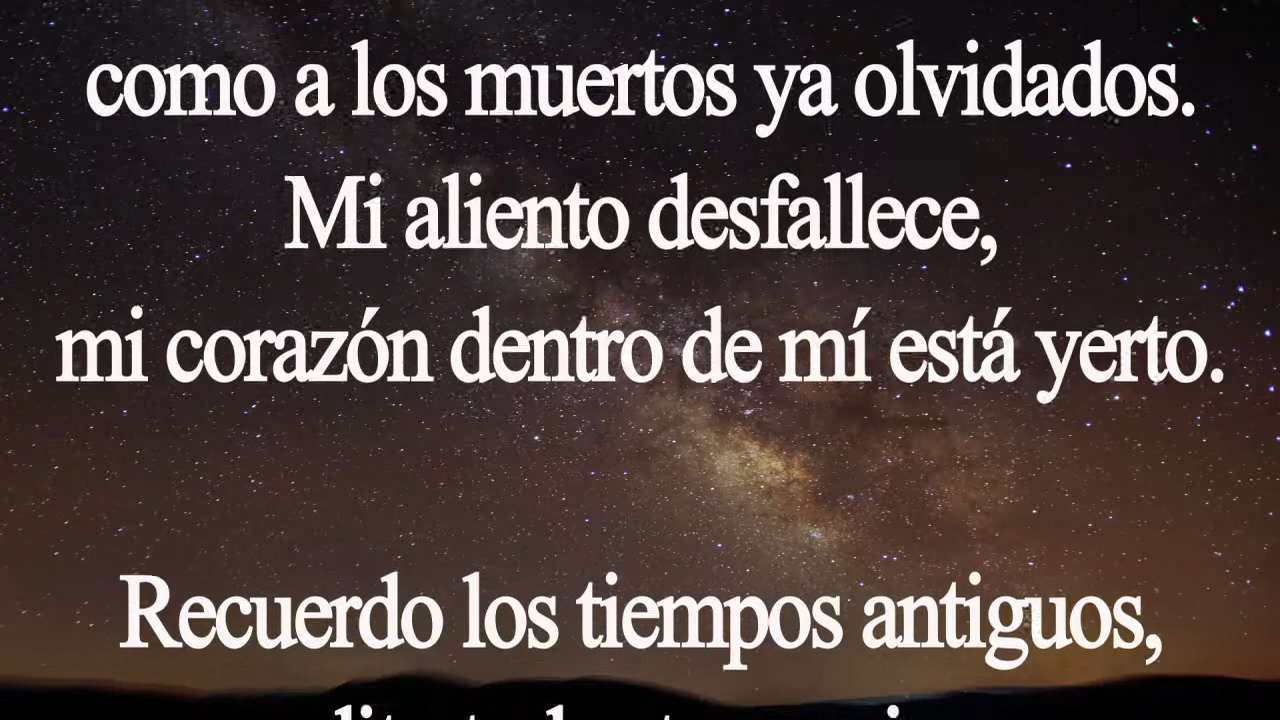 como a los muertos ya olvidados.
Mi aliento desfallece,
mi corazón dentro de mí está yerto.
Recuerdo los tiempos antiguos,